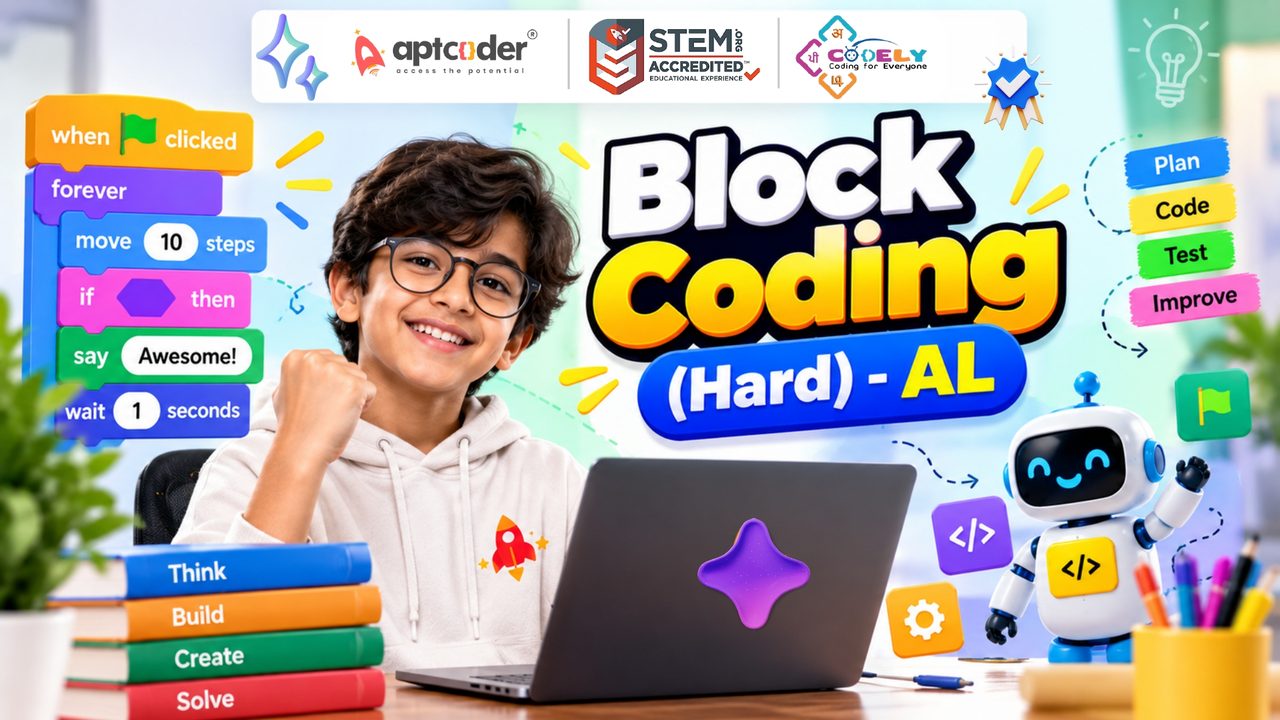 aptcoder®
access the potential
STEM.ORG
ACCREDITED™
EDUCATIONAL EXPERIENCE
अ
पी
CODELY
Coding for Everyone
when clicked
forever
move 10 steps
if then
say Awesome!
wait 1 seconds
Block
Coding
(Hard) - AL
Plan
Code
Test
Improve
</>
</>
Think
Build
Create
Solve